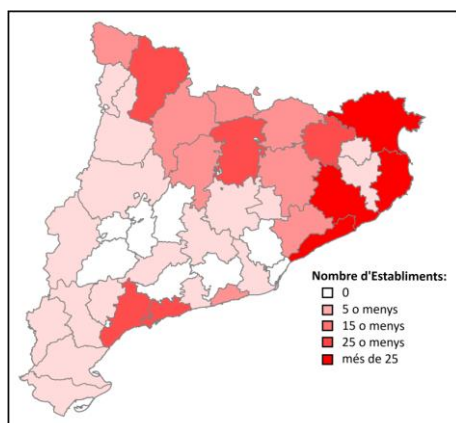 Nombre d'Establiments:
0
5 o menys
15 o menys
25 o menys
més de 25